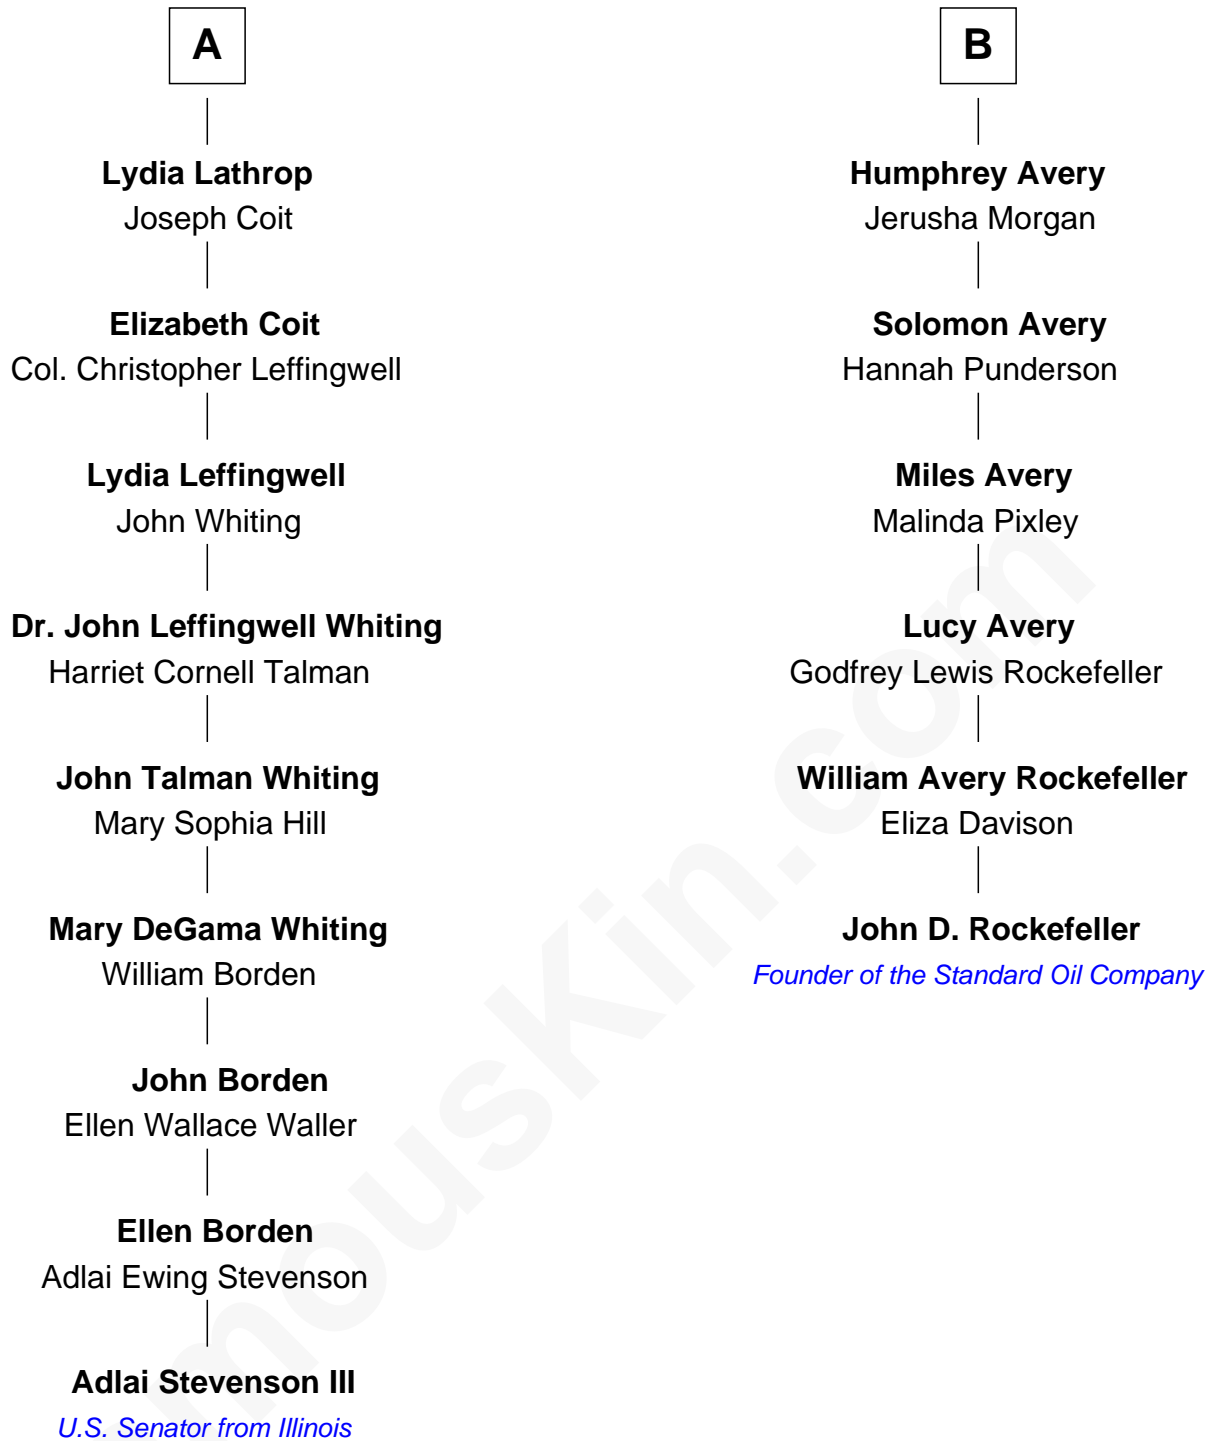 A
Lydia Lathrop
Joseph Coit
Elizabeth Coit
Col. Christopher Leffingwell
Lydia Leffingwell
John Whiting
Dr. John Leffingwell Whiting
Harriet Cornell Talman
John Talman Whiting
Mary Sophia Hill
Mary DeGama Whiting
William Borden
John Borden
Ellen Wallace Waller
Ellen Borden
Adlai Ewing Stevenson
Adlai Stevenson III
U.S. Senator from Illinois
B
Humphrey Avery
Jerusha Morgan
Solomon Avery
Hannah Punderson
Miles Avery
Malinda Pixley
Lucy Avery
Godfrey Lewis Rockefeller
William Avery Rockefeller
Eliza Davison
John D. Rockefeller
Founder of the Standard Oil Company
mousKin.com